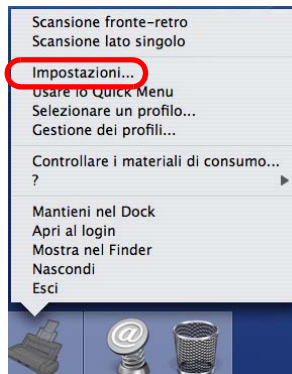 Scansione fronte-retro
Scansione lato singolo
Impostazioni...
Usare lo Quick Menu
Selezionare un profilo...
Gestione dei profili...
Controllare i materiali di consumo...
?
Mantieni nel Dock
Apri al login
Mostra nel Finder
Nascondi
Esci
@